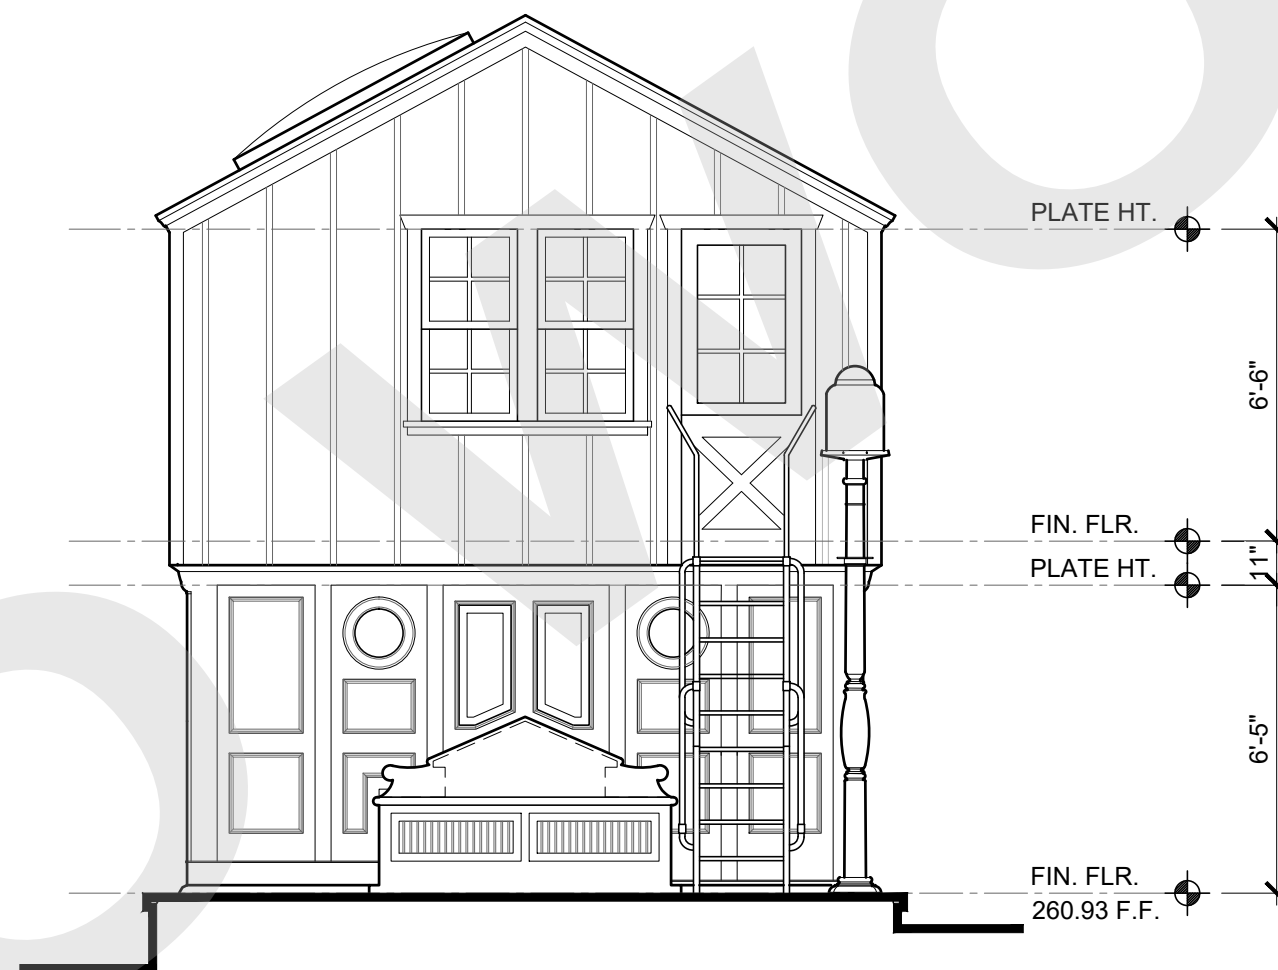 PLATE HT.
6'-6"
FIN. FLR.
11"
PLATE HT.
6'-5"
FIN. FLR.
260.93 F.F.